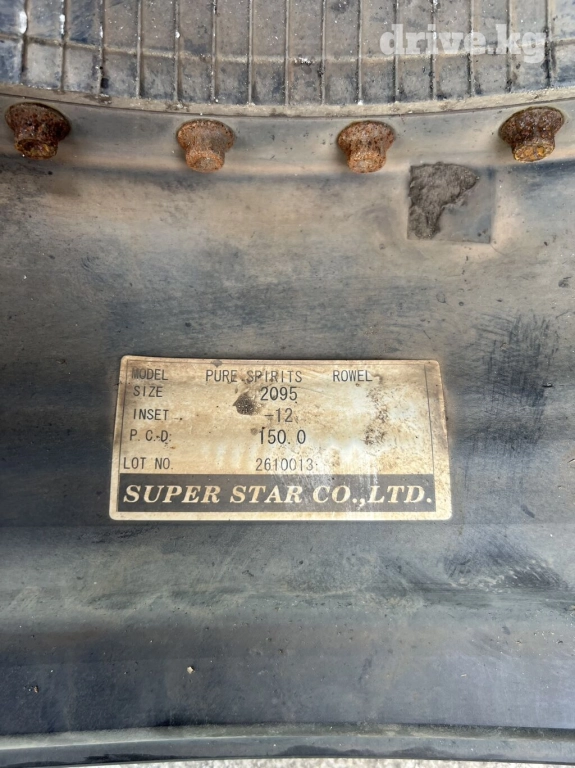 drive.kg
MODEL PURE SPIRITS ROWEL
SIZE 2095
INSET -12
P.C.D. 150.0
LOT NO. 2610013
SUPER STAR CO.,LTD.